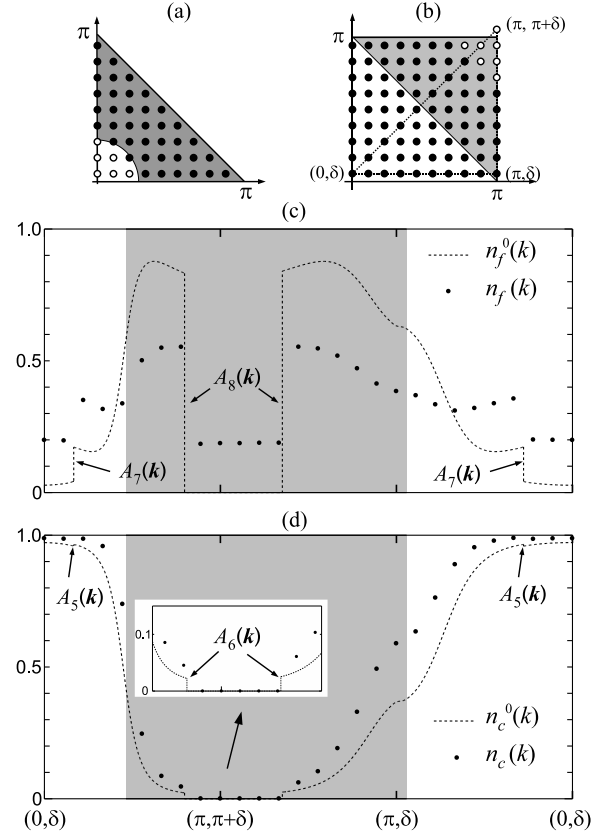 (a)
(b)
π
π
π
(π, π+δ)
(0,δ)
(π,δ)
π
(c)
1.0
0.5
0
n_f^0(k)
n_f(k)
A_8(k)
A_7(k)
A_7(k)
(d)
1.0
0.5
0
A_5(k)
A_5(k)
0.1
0
A_6(k)
n_c^0(k)
n_c(k)
(0,δ)
(π,π+δ)
(π,δ)
(0,δ)